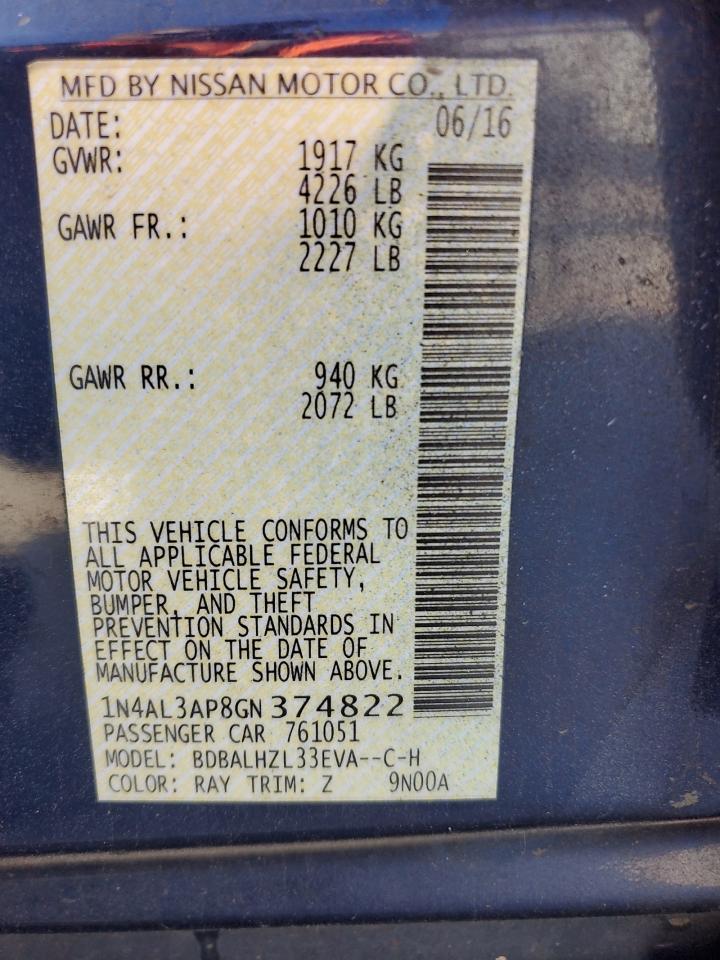 MFD BY NISSAN MOTOR CO., LTD.
DATE: 06/16
GVWR: 1917 KG
4226 LB
GAWR FR.: 1010 KG
2227 LB
GAWR RR.: 940 KG
2072 LB
THIS VEHICLE CONFORMS TO
ALL APPLICABLE FEDERAL
MOTOR VEHICLE SAFETY,
BUMPER, AND THEFT
PREVENTION STANDARDS IN
EFFECT ON THE DATE OF
MANUFACTURE SHOWN ABOVE.
1N4AL3AP8GN374822
PASSENGER CAR 761051
MODEL: BDBALHZL33EVA--C-H
COLOR: RAY TRIM: Z 9N00A